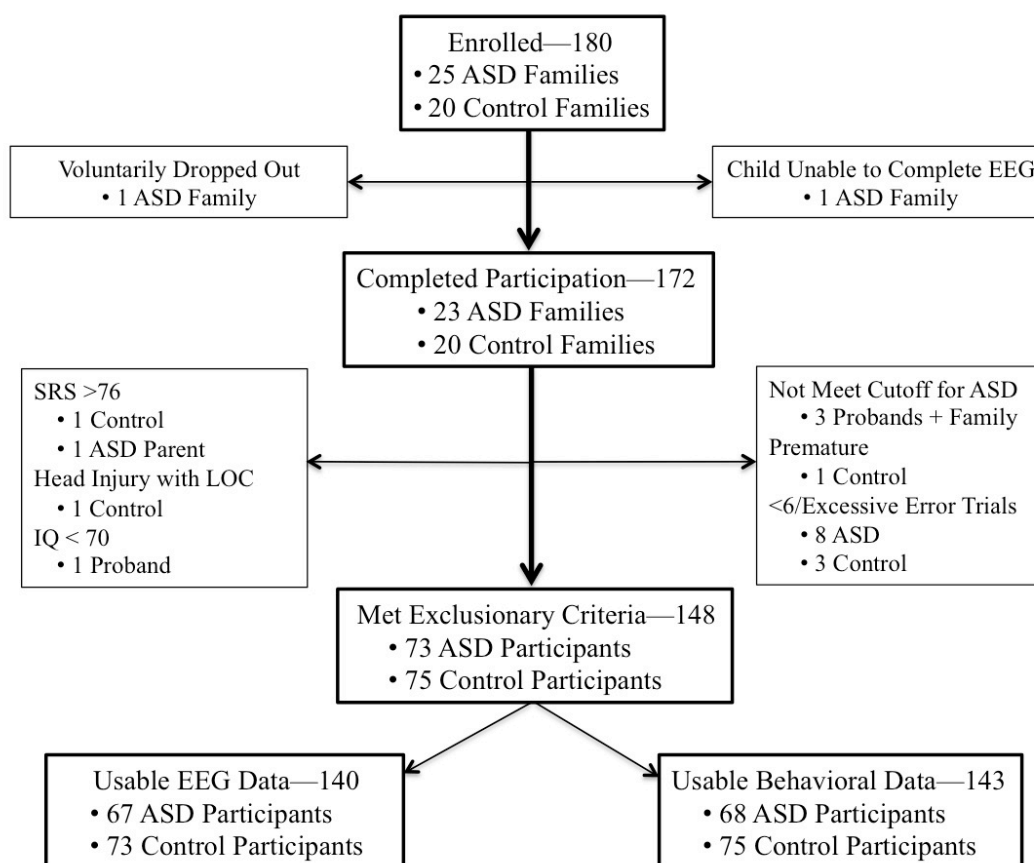 Enrolled—180
• 25 ASD Families
• 20 Control Families
Voluntarily Dropped Out
• 1 ASD Family
Child Unable to Complete EEG
• 1 ASD Family
Completed Participation—172
• 23 ASD Families
• 20 Control Families
SRS >76
• 1 Control
• 1 ASD Parent
Head Injury with LOC
• 1 Control
IQ < 70
• 1 Proband
Not Meet Cutoff for ASD
• 3 Probands + Family
Premature
• 1 Control
<6/Excessive Error Trials
• 8 ASD
• 3 Control
Met Exclusionary Criteria—148
• 73 ASD Participants
• 75 Control Participants
Usable EEG Data—140
• 67 ASD Participants
• 73 Control Participants
Usable Behavioral Data—143
• 68 ASD Participants
• 75 Control Participants